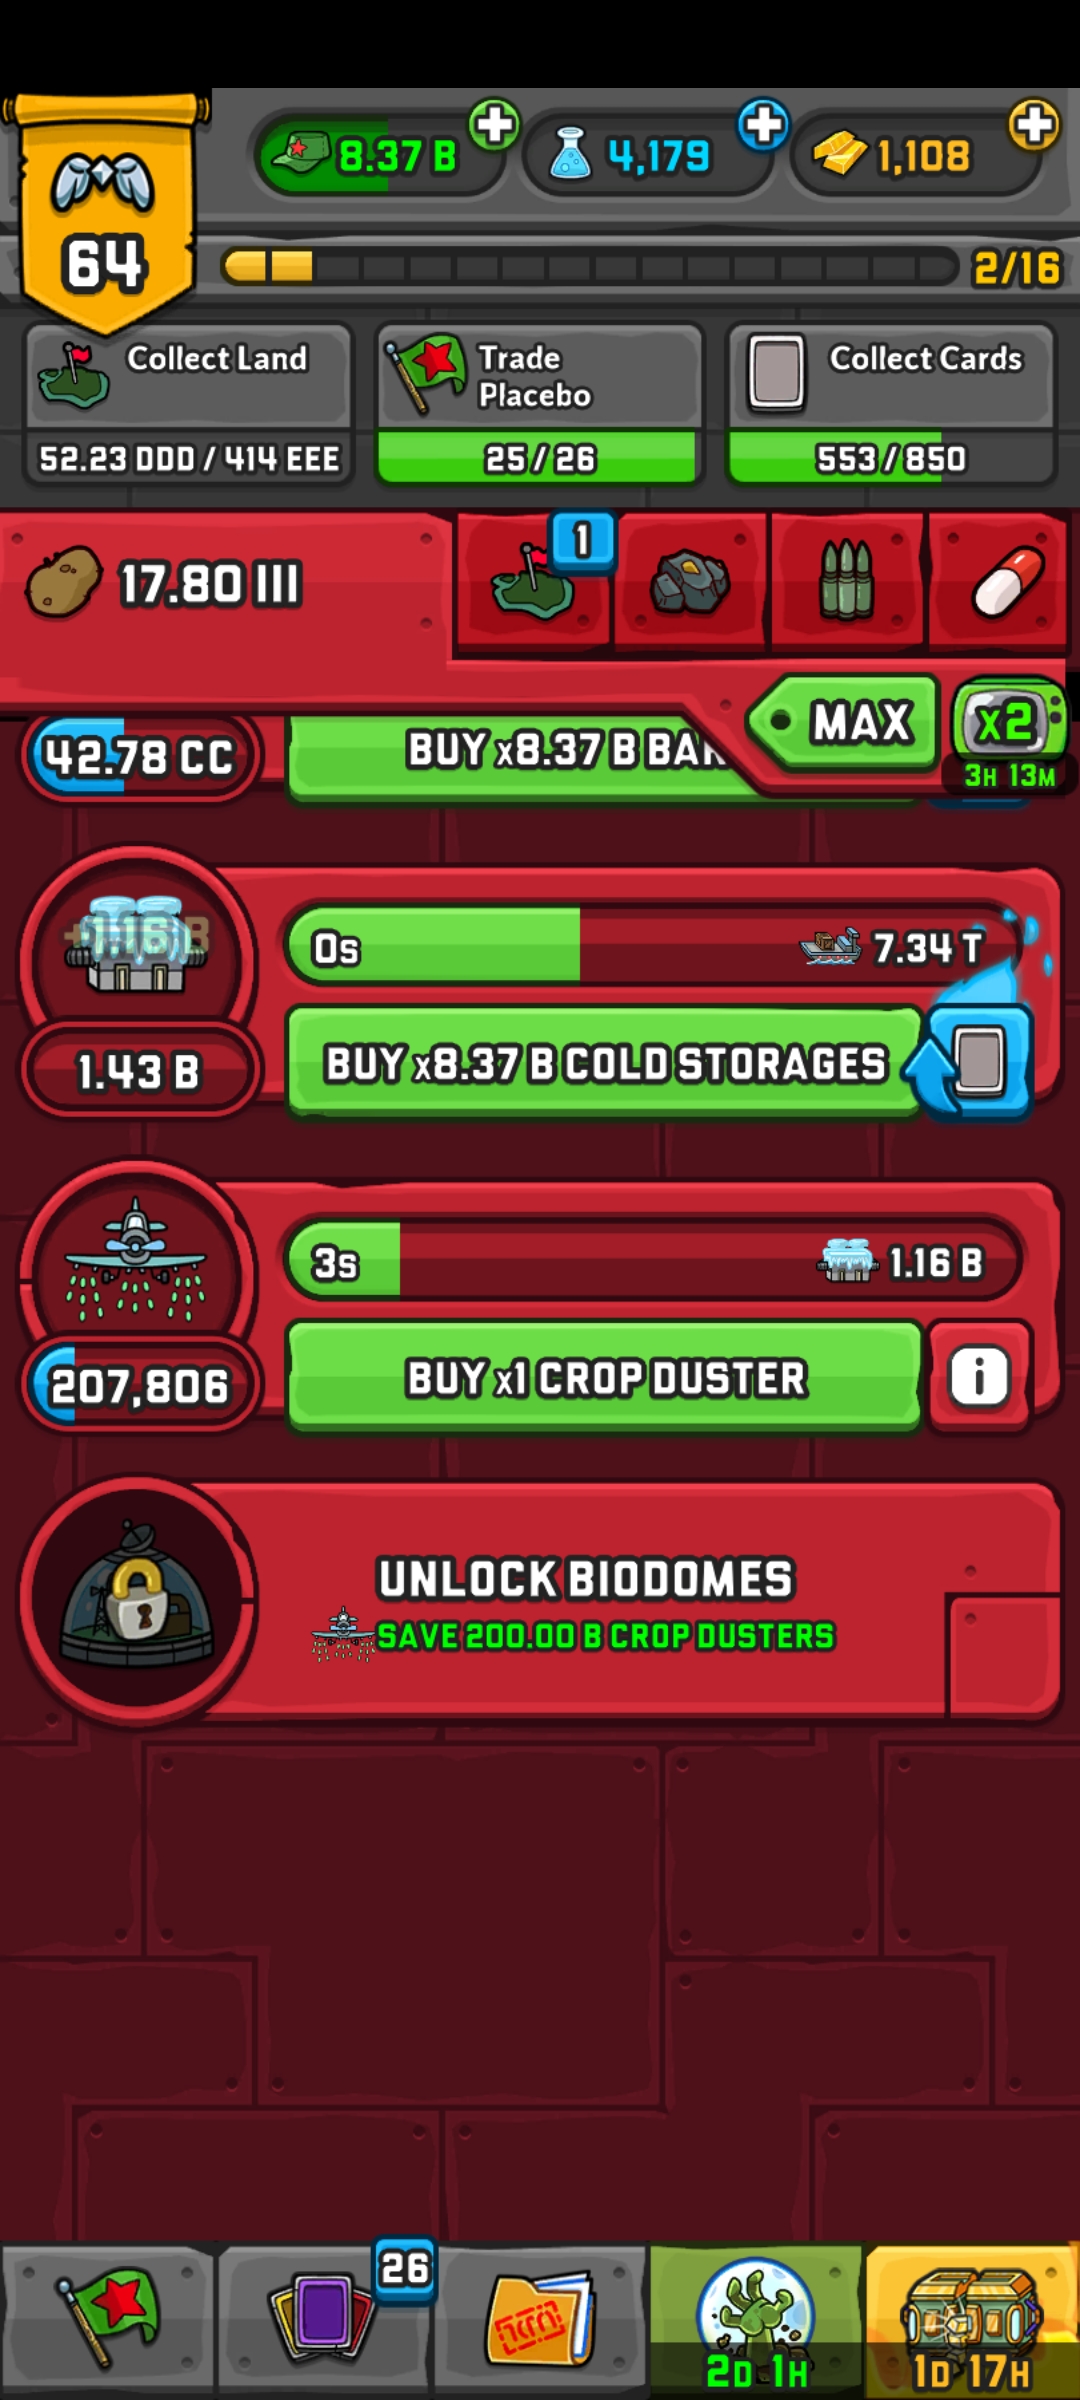 8.37 B
4,179
1,108
64
2/16
Collect Land
52.23 DDD / 414 EEE
Trade
Placebo
25 / 26
Collect Cards
553 / 850
17.80 III
1
MAX
x2
3H 13M
42.78 CC
BUY x8.37 B BAR
+1.16 B
0s
7.34 T
1.43 B
BUY x8.37 B COLD STORAGES
3s
1.16 B
207,806
BUY x1 CROP DUSTER
i
UNLOCK BIODOMES
SAVE 200.00 B CROP DUSTERS
26
2D 1H
1D 17H